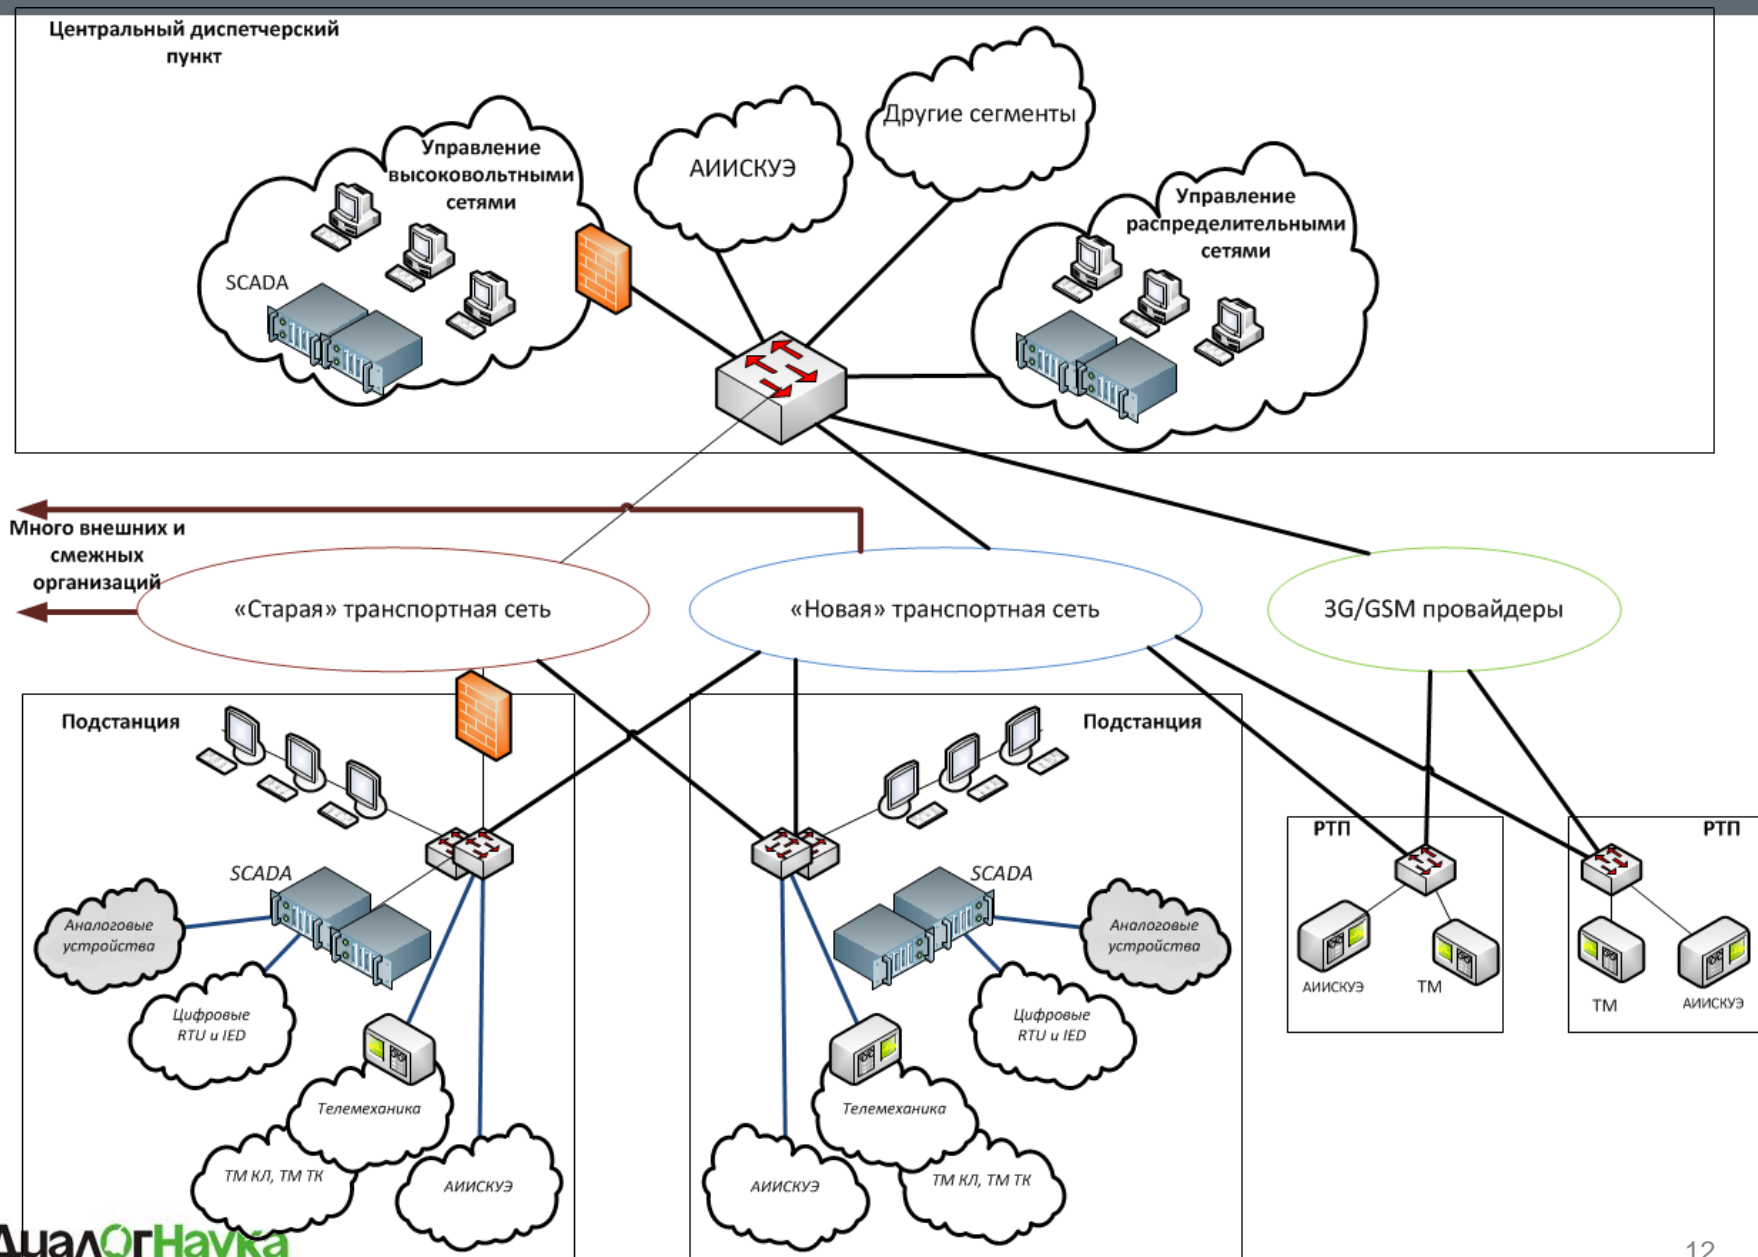 Центральный диспетчерский
пункт
Другие сегменты
Управление
высоковольтными
сетями
АИИСКУЭ
Управление
распределительными
сетями
SCADA
Много внешних и
смежных
организаций
«Старая» транспортная сеть
«Новая» транспортная сеть
3G/GSM провайдеры
Подстанция
Подстанция
РТП
РТП
SCADA
SCADA
Аналоговые
устройства
Аналоговые
устройства
АИИСКУЭ
ТМ
ТМ
АИИСКУЭ
Цифровые
RTU и IED
Цифровые
RTU и IED
Телемеханика
Телемеханика
ТМ КЛ, ТМ ТК
АИИСКУЭ
АИИСКУЭ
ТМ КЛ, ТМ ТК
ДиалОгНаука
12